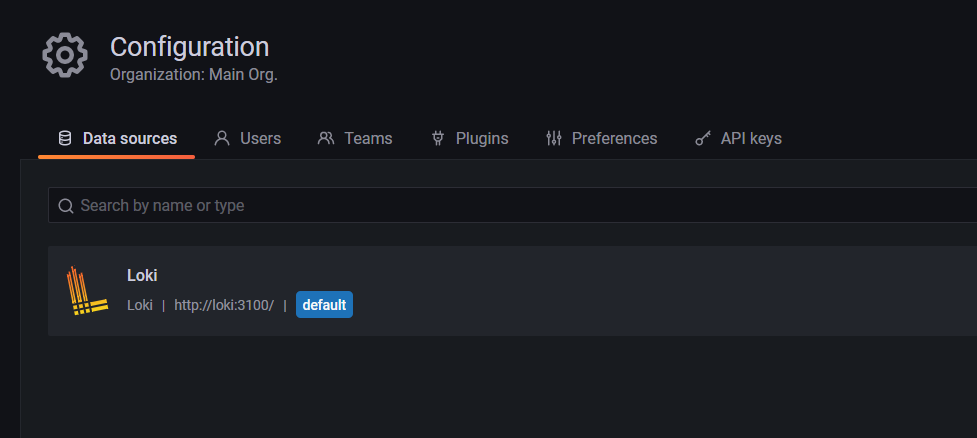 Configuration
Organization: Main Org.
Data sources Users Teams Plugins Preferences API keys
Search by name or type
Loki
Loki | http://loki:3100/ | default